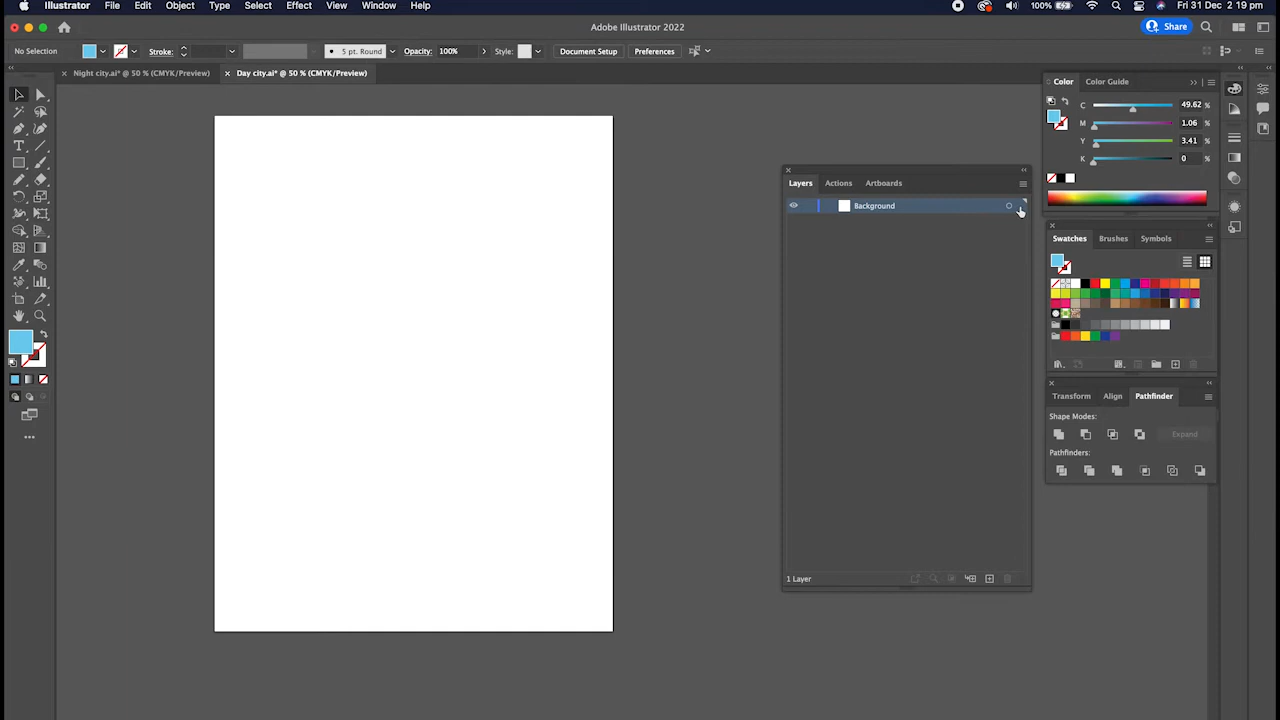 Illustrator File Edit Object Type Select Effect View Window Help 100% Fri 31 Dec 2 19 pm
Adobe Illustrator 2022 Share
No Selection Stroke: 5 pt. Round Opacity: 100% Style: Document Setup Preferences
Night city.ai* @ 50 % (CMYK/Preview) Day city.ai* @ 50 % (CMYK/Preview)
Color Color Guide
C 49.62 %
M 1.06 %
Y 3.41 %
K 0 %
Layers Actions Artboards
Background
Swatches Brushes Symbols
Transform Align Pathfinder
Shape Modes:
Expand
Pathfinders:
1 Layer